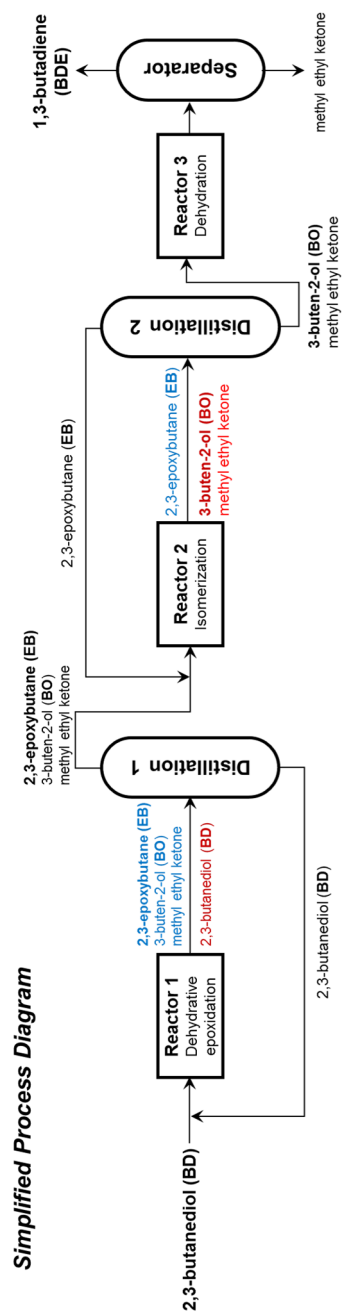 Simplified Process Diagram
2,3-butanediol (BD)
Reactor 1
Dehydrative
epoxidation
2,3-epoxybutane (EB)
3-buten-2-ol (BO)
methyl ethyl ketone
2,3-butanediol (BD)
Distillation 1
2,3-butanediol (BD)
2,3-epoxybutane (EB)
3-buten-2-ol (BO)
methyl ethyl ketone
2,3-epoxybutane (EB)
Reactor 2
Isomerization
2,3-epoxybutane (EB)
3-buten-2-ol (BO)
methyl ethyl ketone
Distillation 2
3-buten-2-ol (BO)
methyl ethyl ketone
Reactor 3
Dehydration
Separator
1,3-butadiene
(BDE)
methyl ethyl ketone